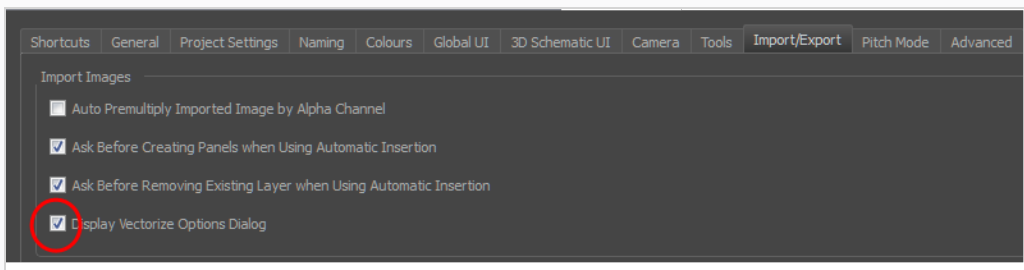 Shortcuts General Project Settings Naming Colours Global UI 3D Schematic UI Camera Tools Import/Export Pitch Mode Advanced
Import Images
Auto Premultiply Imported Image by Alpha Channel
Ask Before Creating Panels when Using Automatic Insertion
Ask Before Removing Existing Layer when Using Automatic Insertion
Display Vectorize Options Dialog